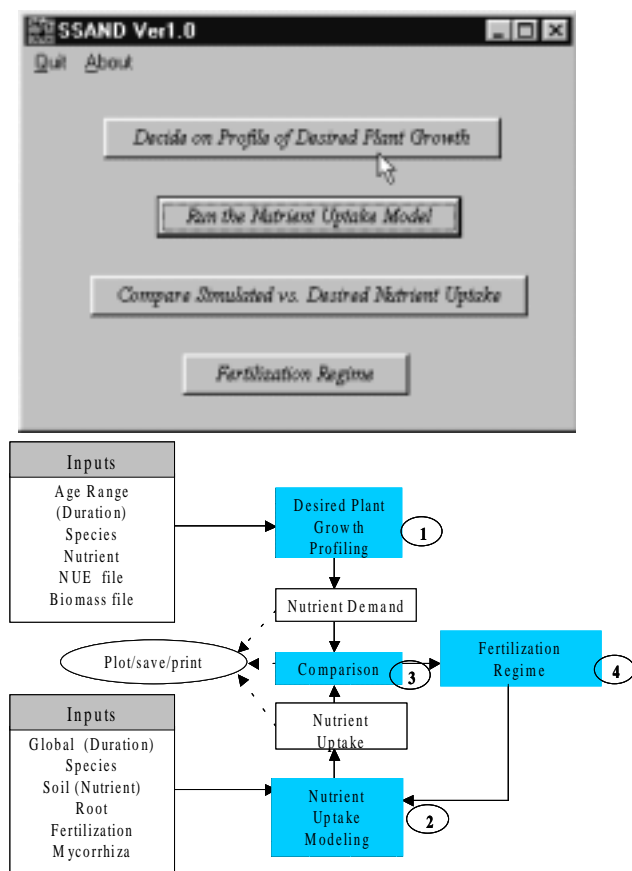 SSAND Ver1.0
Quit About
Decide on Profile of Desired Plant Growth
Run the Nutrient Uptake Model
Compare Simulated vs. Desired Nutrient Uptake
Fertilization Regime
Inputs
Age Range
(Duration)
Species
Nutrient
NUE file
Biomass file
Desired Plant
Growth
Profiling
1
Nutrient Demand
Plot/save/print
Comparison
3
Fertilization
Regime
4
Nutrient
Uptake
Inputs
Global (Duration)
Species
Soil (Nutrient)
Root
Fertilization
Mycorrhiza
Nutrient
Uptake
Modeling
2